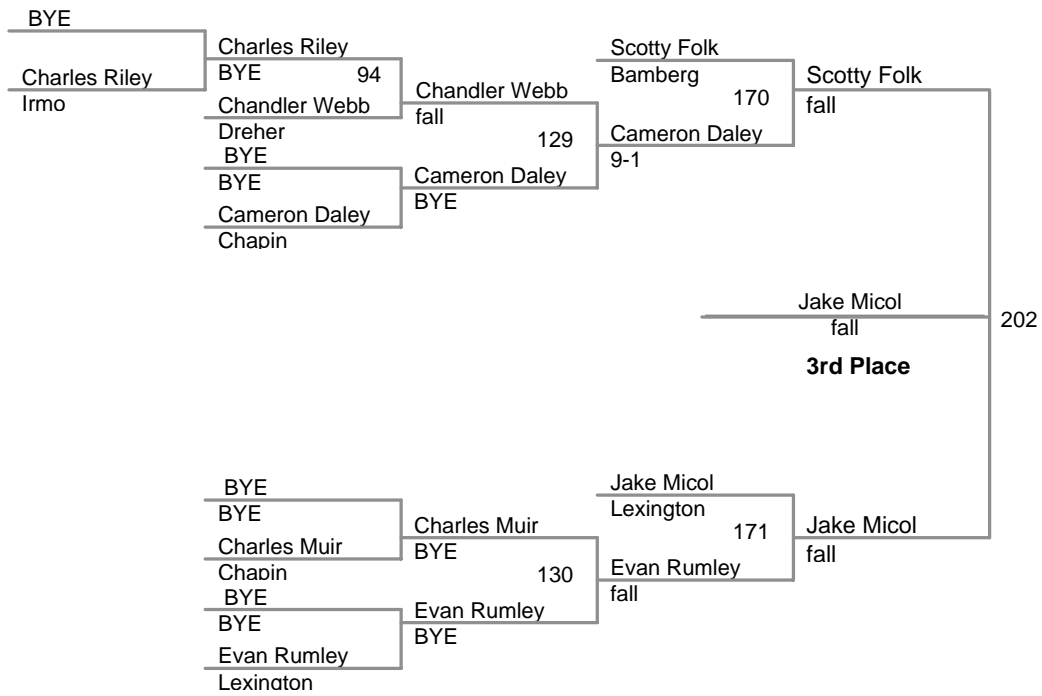 BYE
Charles Riley
Irmo
Charles Riley
BYE
94
Chandler Webb
Dreher
BYE
BYE
Cameron Daley
Chapin
Chandler Webb
fall
129
Cameron Daley
BYE
Scotty Folk
Bamberg
170
Cameron Daley
9-1
Scotty Folk
fall
Jake Micol
fall
202
3rd Place
BYE
BYE
Charles Muir
Chapin
BYE
BYE
Evan Rumley
Lexington
Charles Muir
BYE
130
Evan Rumley
BYE
Jake Micol
Lexington
171
Evan Rumley
fall
Jake Micol
fall